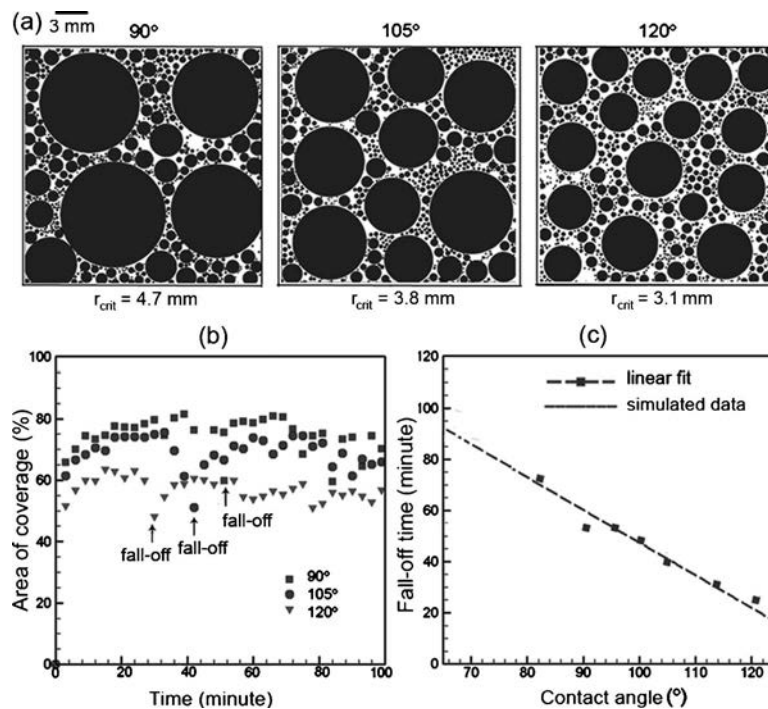 (a) 3 mm
90° 105° 120°
r_crit = 4.7 mm r_crit = 3.8 mm r_crit = 3.1 mm
(b) (c)
Area of coverage (%)
100
80
60
40
20
0
0 20 40 60 80 100
Time (minute)
fall-off fall-off fall-off
90°
105°
120°
Fall-off time (minute)
120
100
80
60
40
20
0
70 80 90 100 110 120
Contact angle (°)
linear fit
simulated data